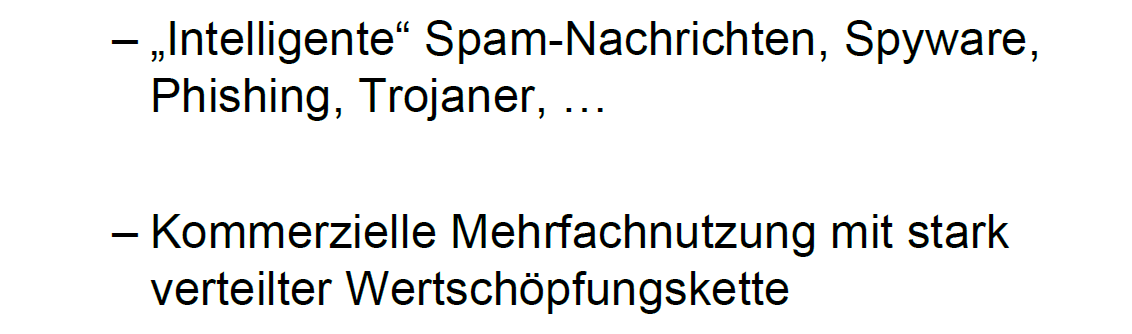 – „Intelligente“ Spam-Nachrichten, Spyware,
Phishing, Trojaner, …
– Kommerzielle Mehrfachnutzung mit stark
verteilter Wertschöpfungskette